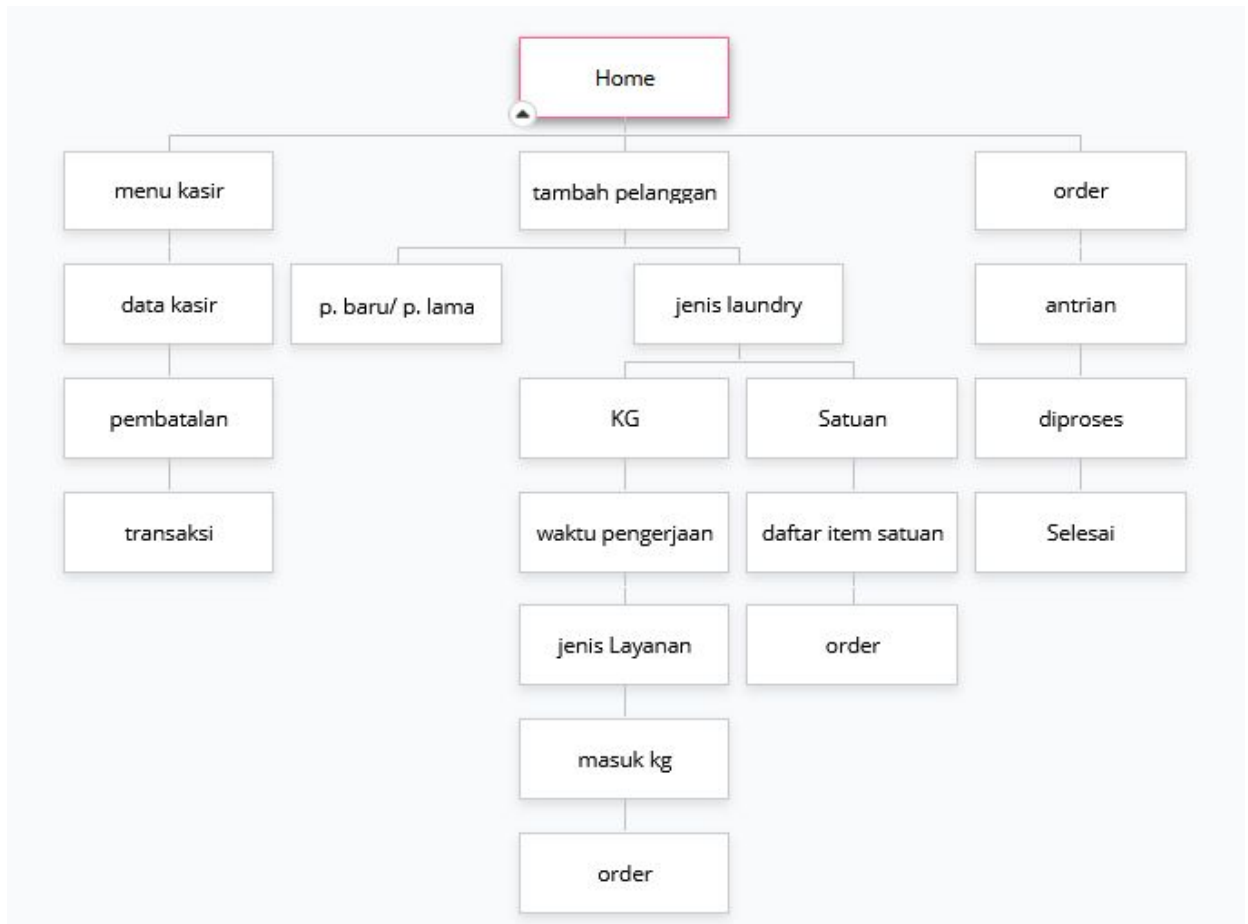 Home
menu kasir
tambah pelanggan
order
data kasir
p. baru/ p. lama
jenis laundry
antrian
pembatalan
KG
Satuan
diproses
transaksi
waktu pengerjaan
daftar item satuan
Selesai
jenis Layanan
order
masuk kg
order